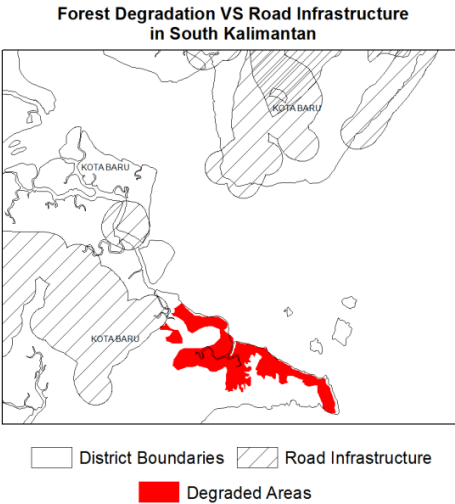 Forest Degradation VS Road Infrastructure
in South Kalimantan
KOTA BARU
KOTA BARU
KOTA BARU
District Boundaries
Road Infrastructure
Degraded Areas